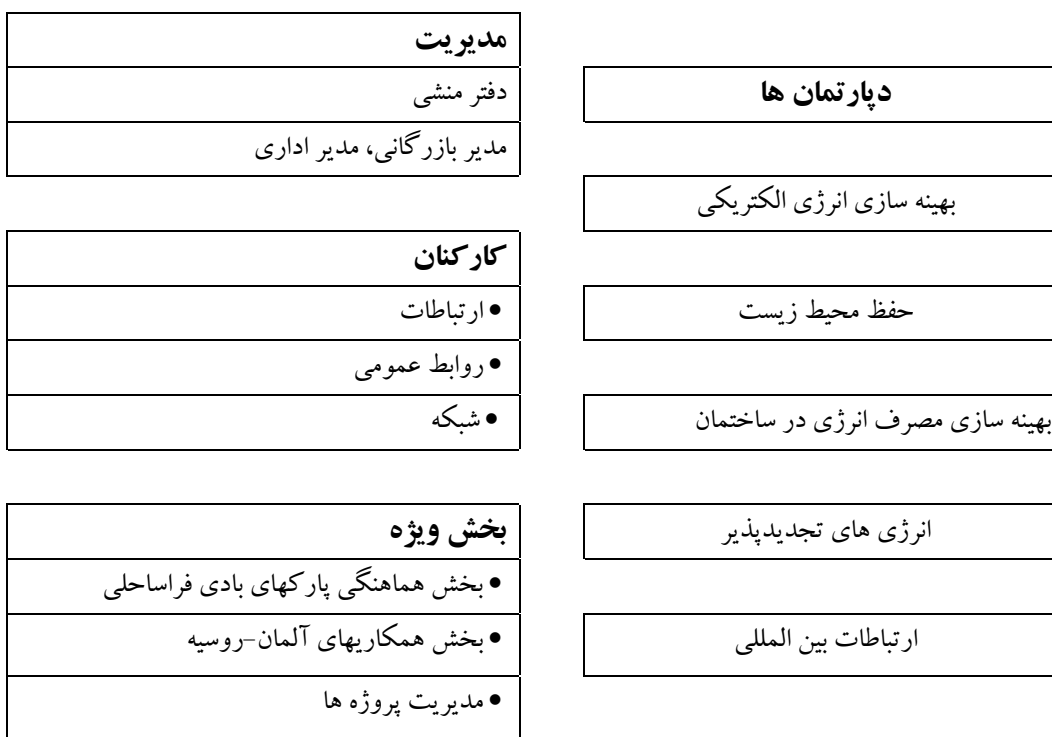 دپارتمان ها
بهینه سازی انرژی الکتریکی
حفظ محیط زیست
بهینه سازی مصرف انرژی در ساختمان
انرژی های تجدیدپذیر
ارتباطات بین المللی
مدیریت
دفتر منشی
مدیر بازرگانی، مدیر اداری
کارکنان
• ارتباطات
• روابط عمومی
• شبکه
بخش ویژه
• بخش هماهنگی پارکهای بادی فراساحلی
• بخش همکاریهای آلمان-روسیه
• مدیریت پروژه ها